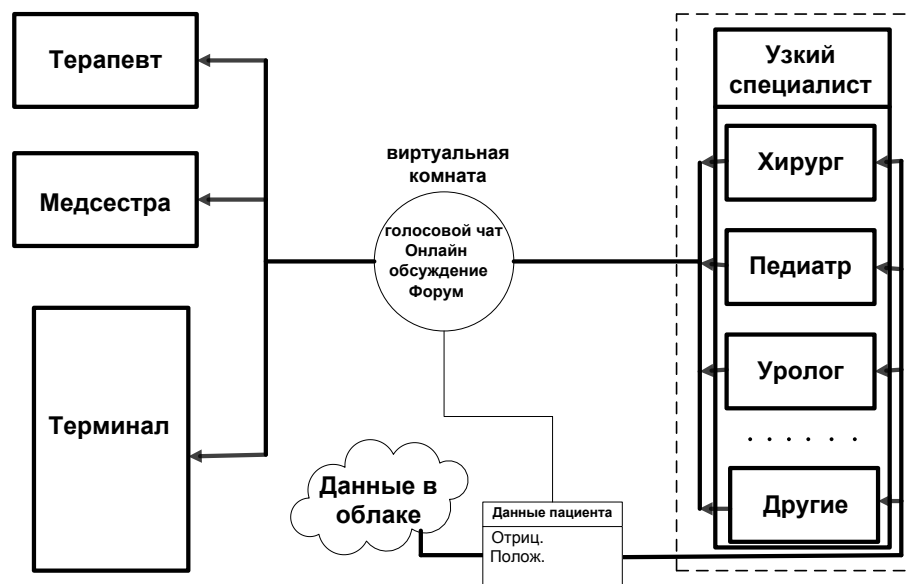 Терапевт
Медсестра
Терминал
виртуальная
комната
голосовой чат
Онлайн
обсуждение
Форум
Данные в
облаке
Данные пациента
Отриц.
Полож.
Узкий
специалист
Хирург
Педиатр
Уролог
. . . . . .
Другие